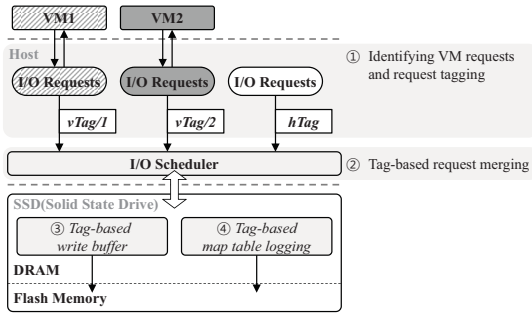 VM1
VM2
Host
① Identifying VM requests
and request tagging
I/O Requests
I/O Requests
I/O Requests
vTag/1
vTag/2
hTag
I/O Scheduler
② Tag-based request merging
SSD(Solid State Drive)
③ Tag-based
write buffer
④ Tag-based
map table logging
DRAM
Flash Memory